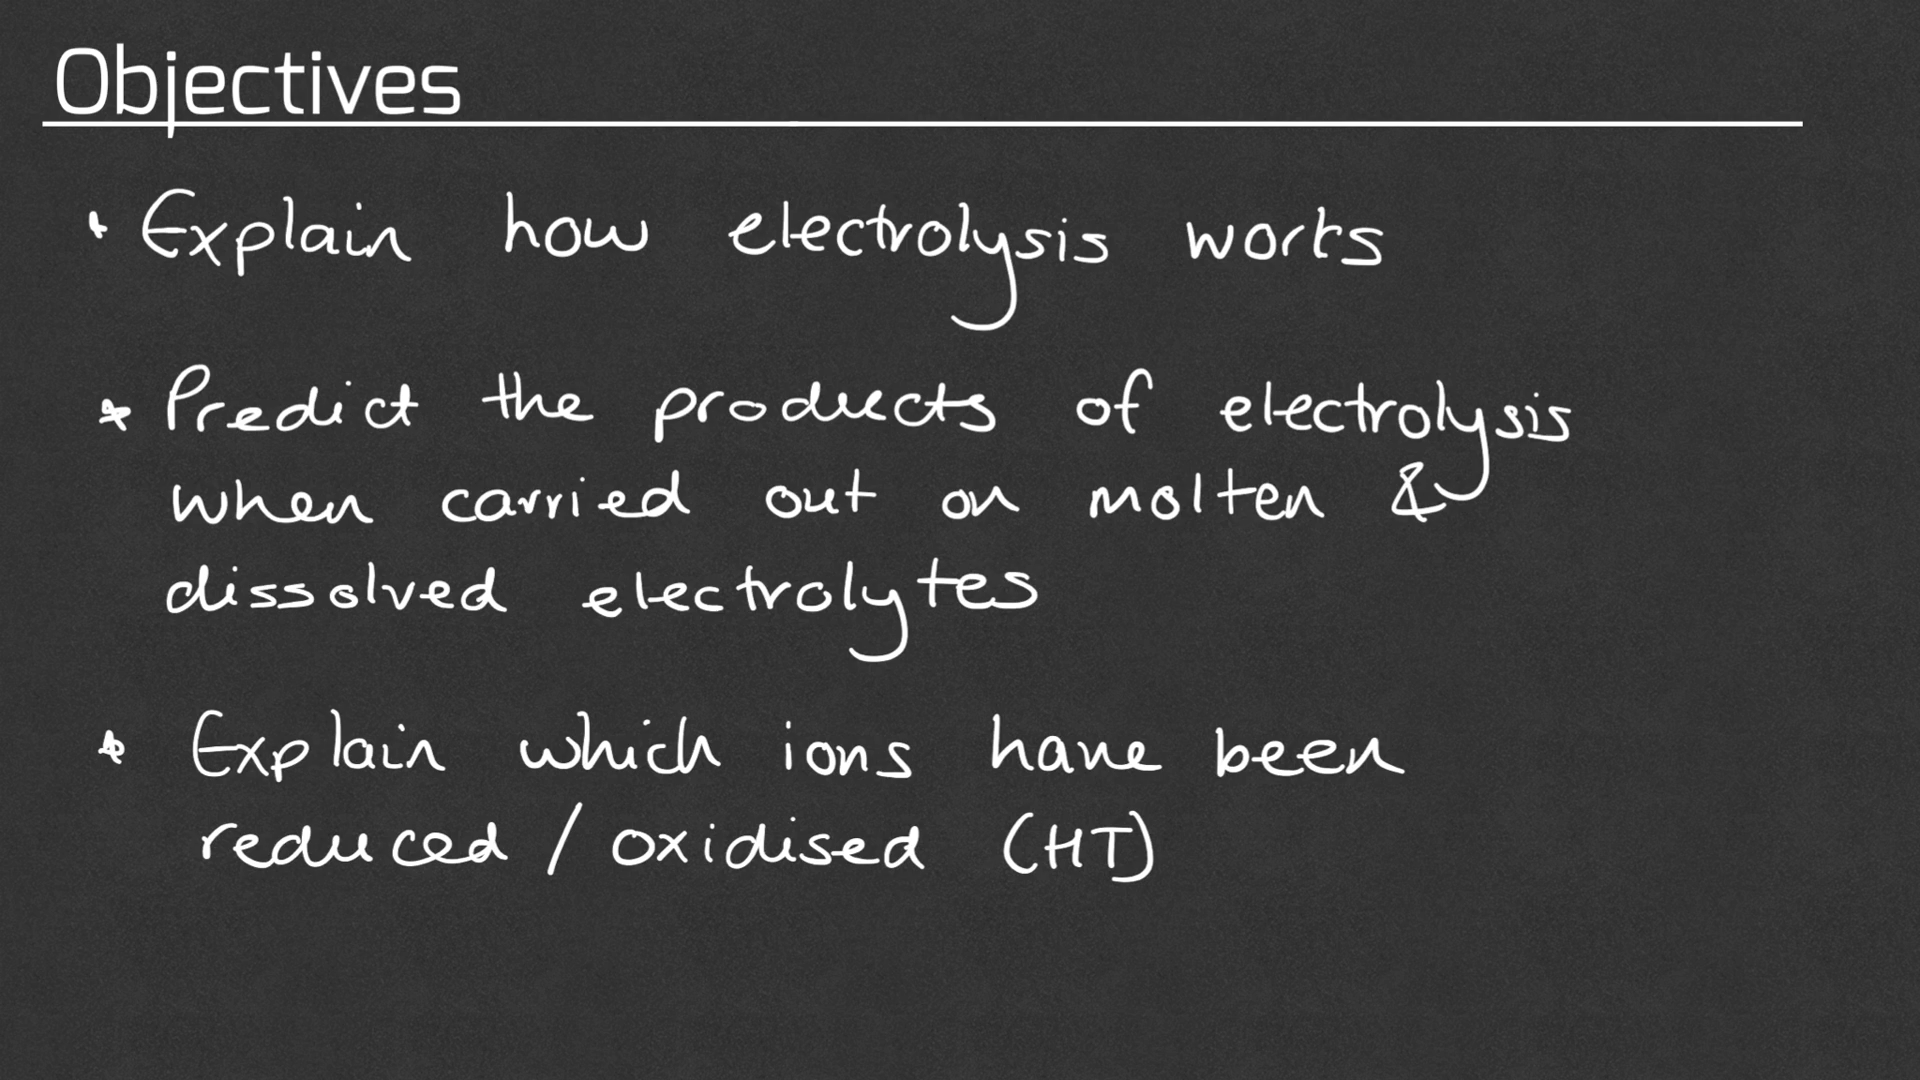 Objectives
* Explain how electrolysis works
* Predict the products of electrolysis
when carried out on molten &
dissolved electrolytes
* Explain which ions have been
reduced / oxidised (HT)